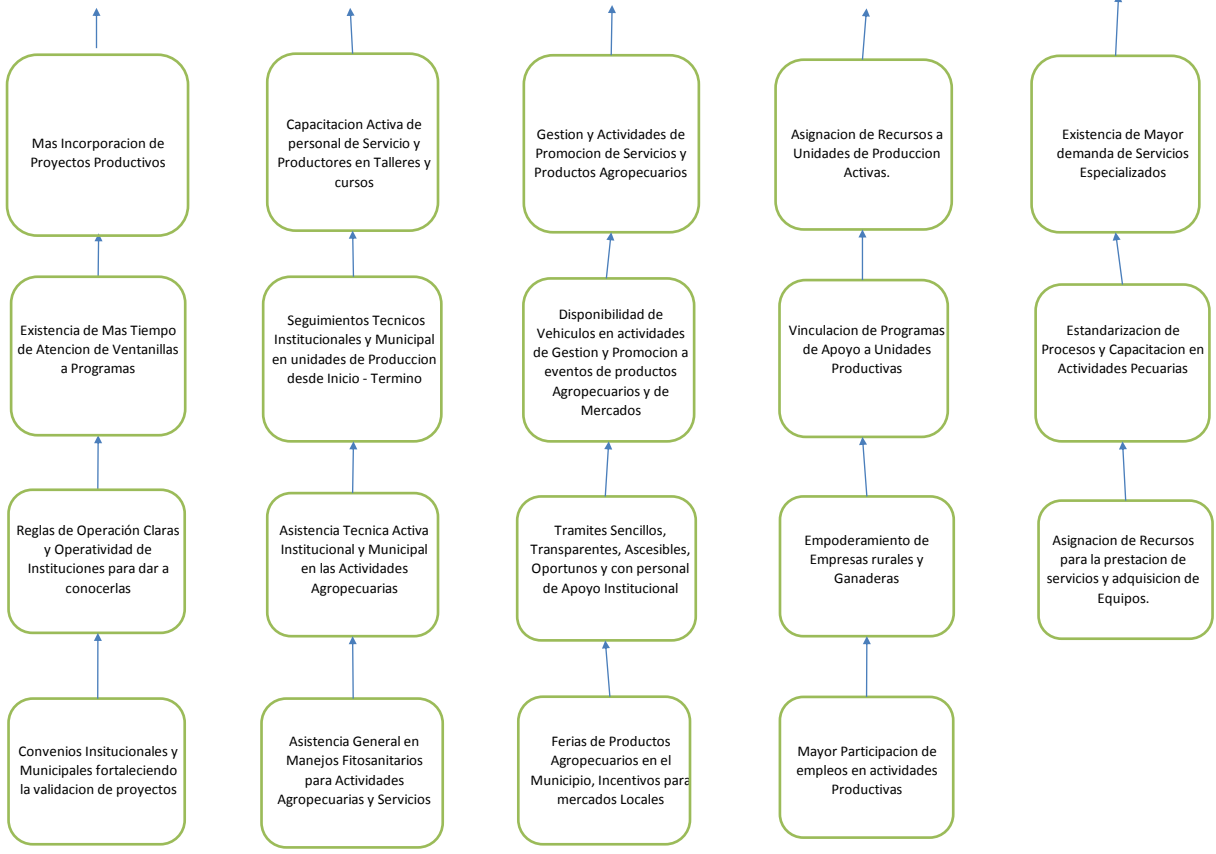 Mas Incorporacion de
Proyectos Productivos
Capacitacion Activa de
personal de Servicio y
Productores en Talleres y
cursos
Gestion y Actividades de
Promocion de Servicios y
Productos Agropecuarios
Asignacion de Recursos a
Unidades de Produccion
Activas.
Existencia de Mayor
demanda de Servicios
Especializados
Existencia de Mas Tiempo
de Atencion de Ventanillas
a Programas
Seguimientos Tecnicos
Institucionales y Municipal
en unidades de Produccion
desde Inicio - Termino
Disponibilidad de
Vehiculos en actividades
de Gestion y Promocion a
eventos de productos
Agropecuarios y de
Mercados
Vinculacion de Programas
de Apoyo a Unidades
Productivas
Estandarizacion de
Procesos y Capacitacion en
Actividades Pecuarias
Reglas de Operación Claras
y Operatividad de
Instituciones para dar a
conocerlas
Asistencia Tecnica Activa
Institucional y Municipal
en las Actividades
Agropecuarias
Tramites Sencillos,
Transparentes, Ascesibles,
Oportunos y con personal
de Apoyo Institucional
Empoderamiento de
Empresas rurales y
Ganaderas
Asignacion de Recursos
para la prestacion de
servicios y adquisicion de
Equipos.
Convenios Insitucionales y
Municipales fortaleciendo
la validacion de proyectos
Asistencia General en
Manejos Fitosanitarios
para Actividades
Agropecuarias y Servicios
Ferias de Productos
Agropecuarios en el
Municipio, Incentivos para
mercados Locales
Mayor Participacion de
empleos en actividades
Productivas